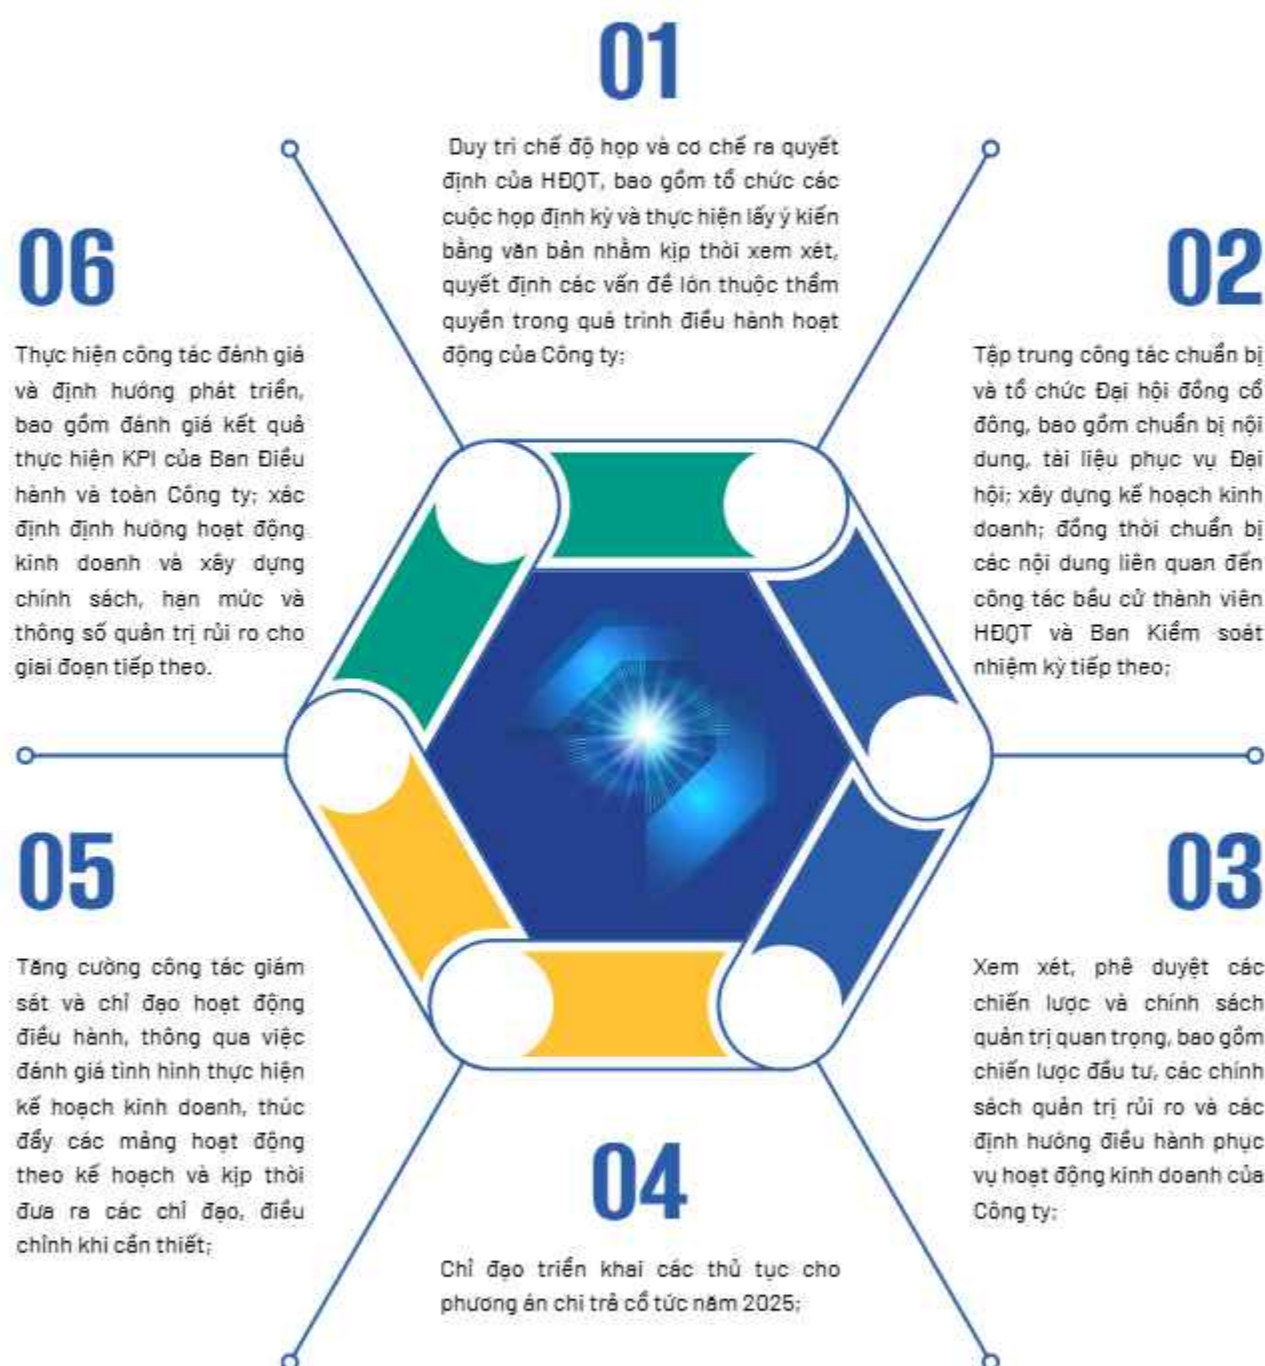 01
Duy trì chế độ họp và cơ chế ra quyết
định của HĐQT, bao gồm tổ chức các
cuộc họp định kỳ và thực hiện lấy ý kiến
bằng văn bản nhằm kịp thời xem xét,
quyết định các vấn đề lớn thuộc thẩm
quyền trong quá trình điều hành hoạt
động của Công ty;
02
Tập trung công tác chuẩn bị
và tổ chức Đại hội đồng cổ
đông, bao gồm chuẩn bị nội
dung, tài liệu phục vụ Đại
hội; xây dựng kế hoạch kinh
doanh; đồng thời chuẩn bị
các nội dung liên quan đến
công tác bầu cử thành viên
HĐQT và Ban Kiểm soát
nhiệm kỳ tiếp theo;
03
Xem xét, phê duyệt các
chiến lược và chính sách
quản trị quan trọng, bao gồm
chiến lược đầu tư, các chính
sách quản trị rủi ro và các
định hướng điều hành phục
vụ hoạt động kinh doanh của
Công ty;
04
Chỉ đạo triển khai các thủ tục cho
phương án chi trả cổ tức năm 2025;
05
Tăng cường công tác giám
sát và chỉ đạo hoạt động
điều hành, thông qua việc
đánh giá tình hình thực hiện
kế hoạch kinh doanh, thúc
đẩy các mảng hoạt động
theo kế hoạch và kịp thời
đưa ra các chỉ đạo, điều
chỉnh khi cần thiết;
06
Thực hiện công tác đánh giá
và định hướng phát triển,
bao gồm đánh giá kết quả
thực hiện KPI của Ban Điều
hành và toàn Công ty; xác
định định hướng hoạt động
kinh doanh và xây dựng
chính sách, hạn mức và
thông số quản trị rủi ro cho
giai đoạn tiếp theo.